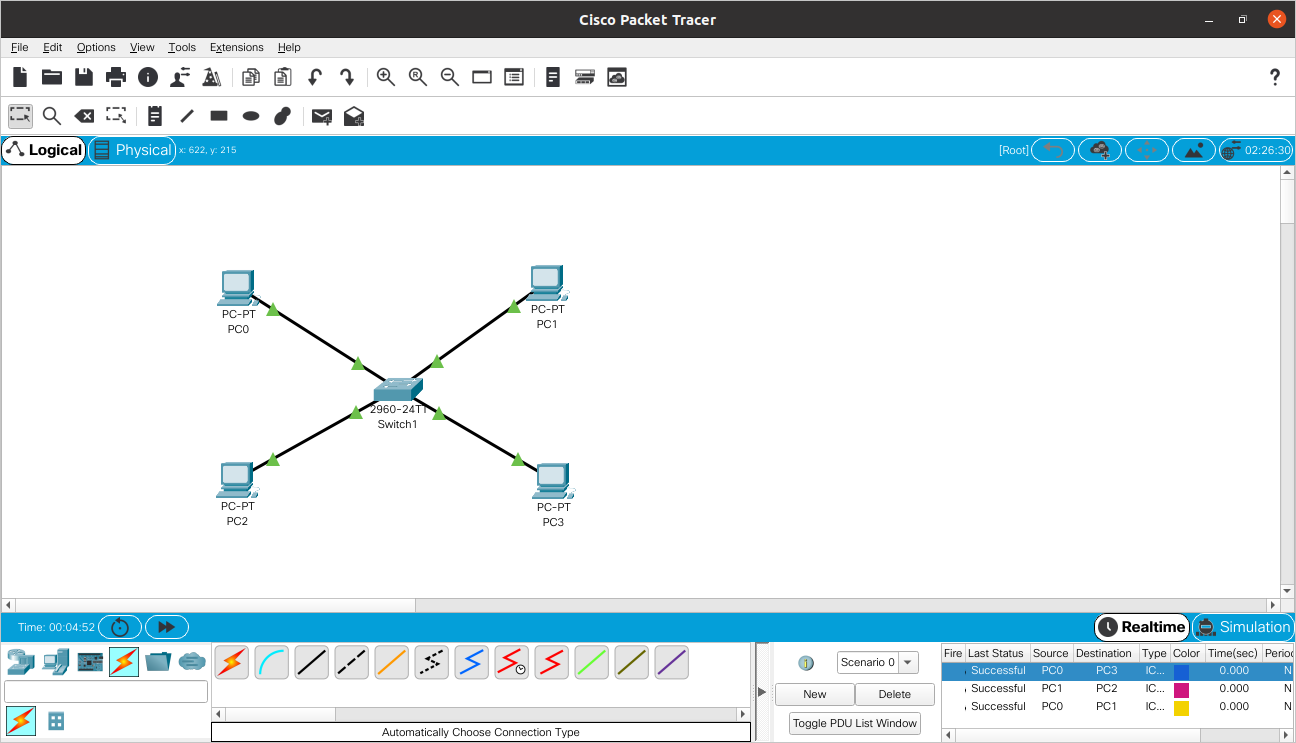 Cisco Packet Tracer
File Edit Options View Tools Extensions Help
Logical Physical x: 622, y: 215 [Root] 02:26:30
PC-PT
PC0
PC-PT
PC1
2960-24TT
Switch1
PC-PT
PC2
PC-PT
PC3
Time: 00:04:52 Realtime Simulation
Scenario 0
New Delete
Toggle PDU List Window
Automatically Choose Connection Type
Fire Last Status Source Destination Type Color Time(sec) Period
Successful PC0 PC3 IC... 0.000 N
Successful PC1 PC2 IC... 0.000 N
Successful PC0 PC1 IC... 0.000 N